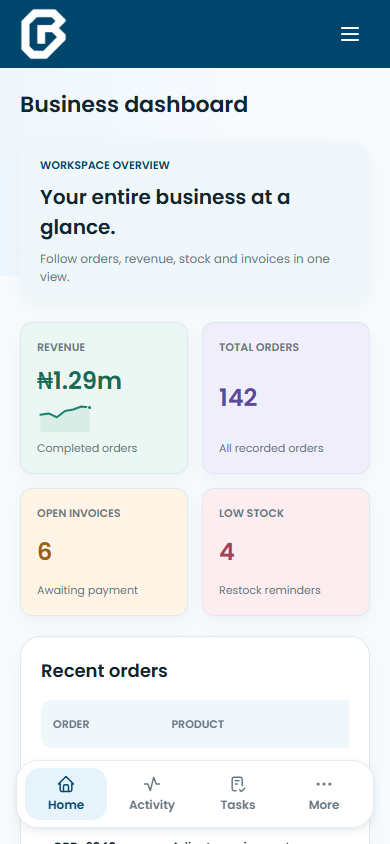 Business dashboard
WORKSPACE OVERVIEW
Your entire business at a
glance.
Follow orders, revenue, stock and invoices in one
view.
REVENUE
₦1.29m
Completed orders
TOTAL ORDERS
142
All recorded orders
OPEN INVOICES
6
Awaiting payment
LOW STOCK
4
Restock reminders
Recent orders
ORDER PRODUCT
Home Activity Tasks More